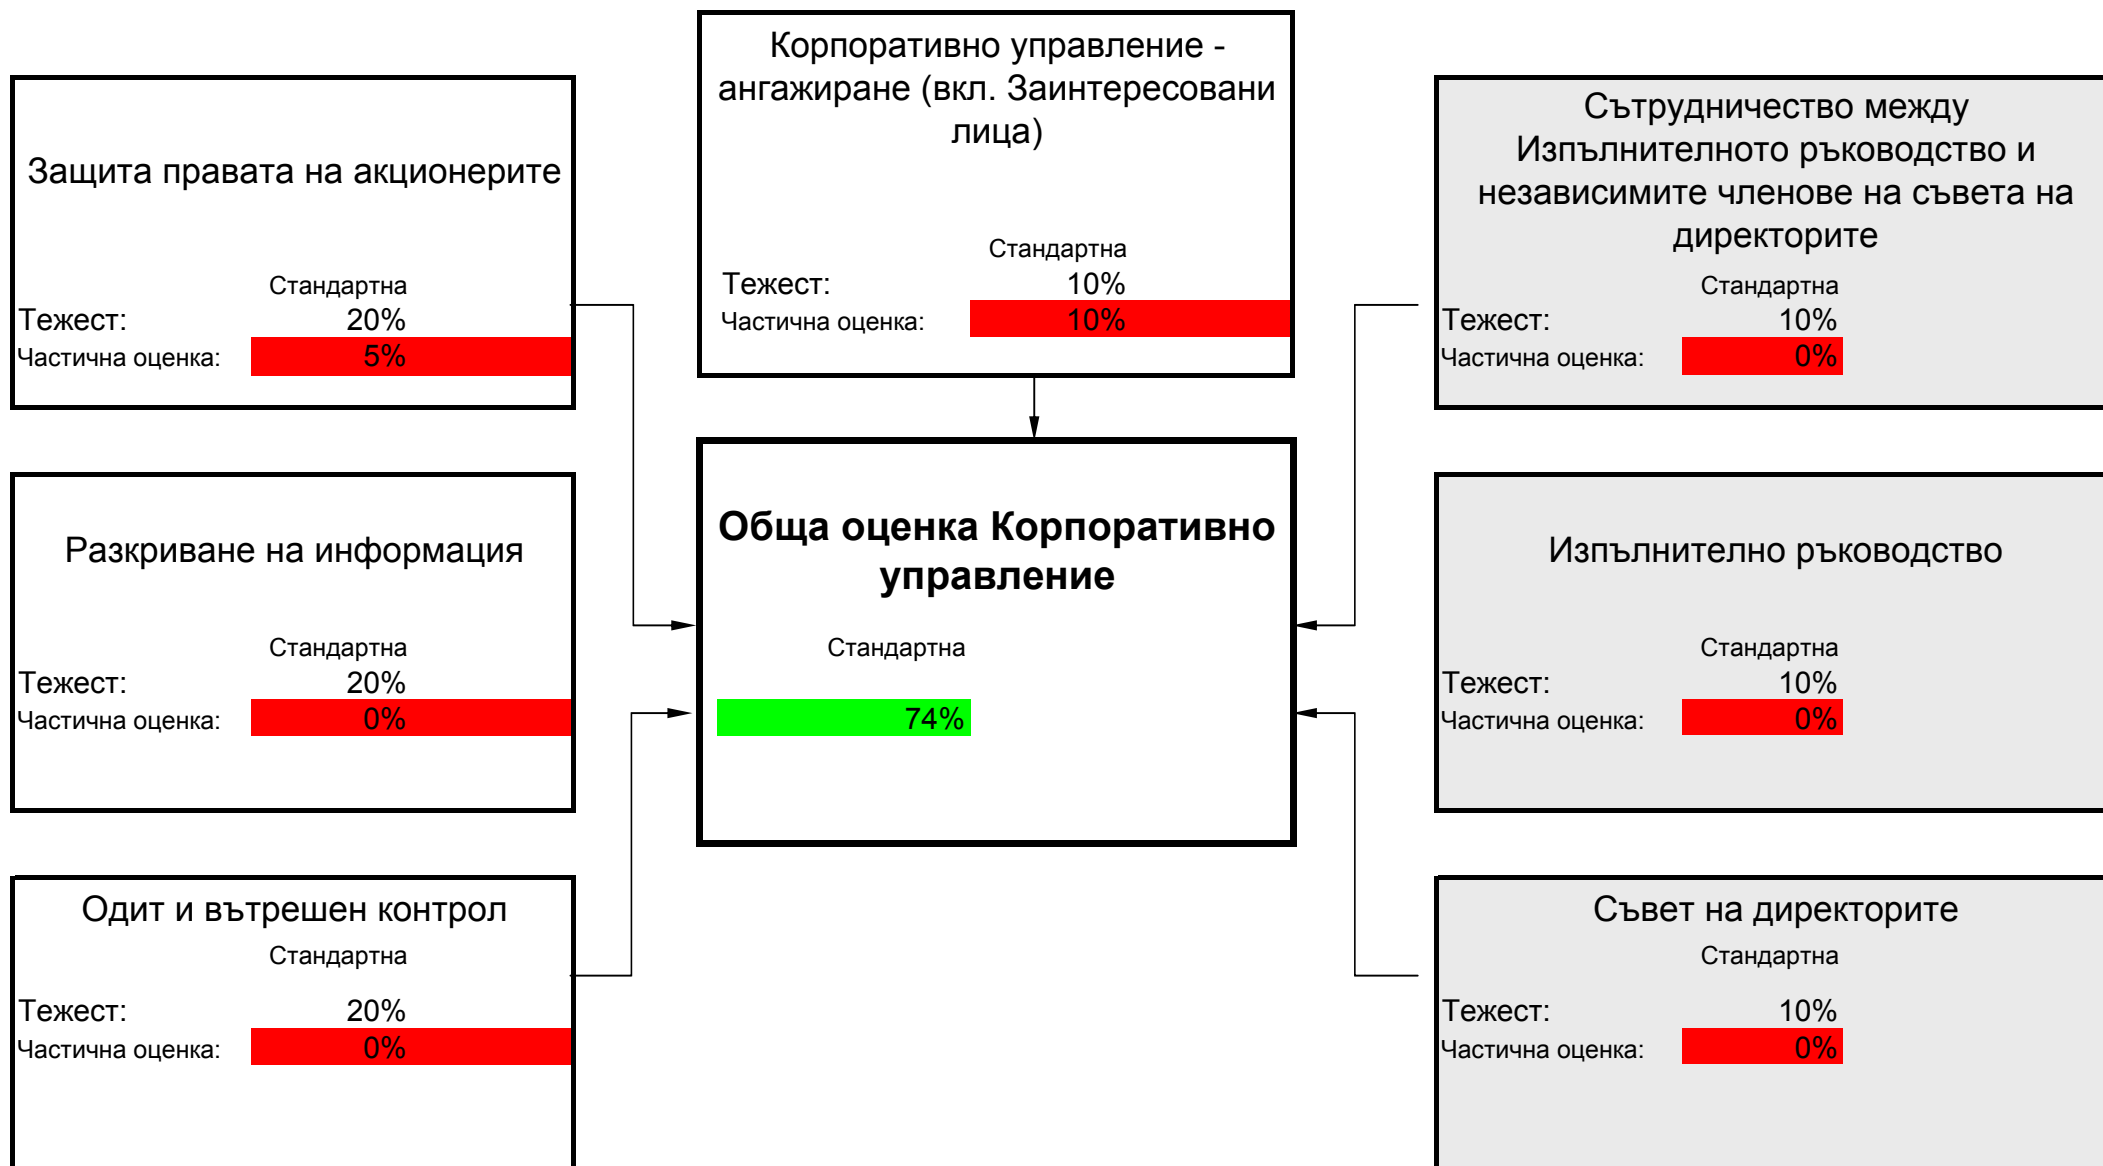 Корпоративно управление -
ангажиране (вкл. Заинтересовани
лица)
Стандартна
Тежест: 10%
Частична оценка: 10%
Защита правата на акционерите
Стандартна
Тежест: 20%
Частична оценка: 5%
Сътрудничество между
Изпълнителното ръководство и
независимите членове на съвета на
директорите
Стандартна
Тежест: 10%
Частична оценка: 0%
Разкриване на информация
Стандартна
Тежест: 20%
Частична оценка: 0%
Обща оценка Корпоративно
управление
Стандартна
74%
Изпълнително ръководство
Стандартна
Тежест: 10%
Частична оценка: 0%
Одит и вътрешен контрол
Стандартна
Тежест: 20%
Частична оценка: 0%
Съвет на директорите
Стандартна
Тежест: 10%
Частична оценка: 0%